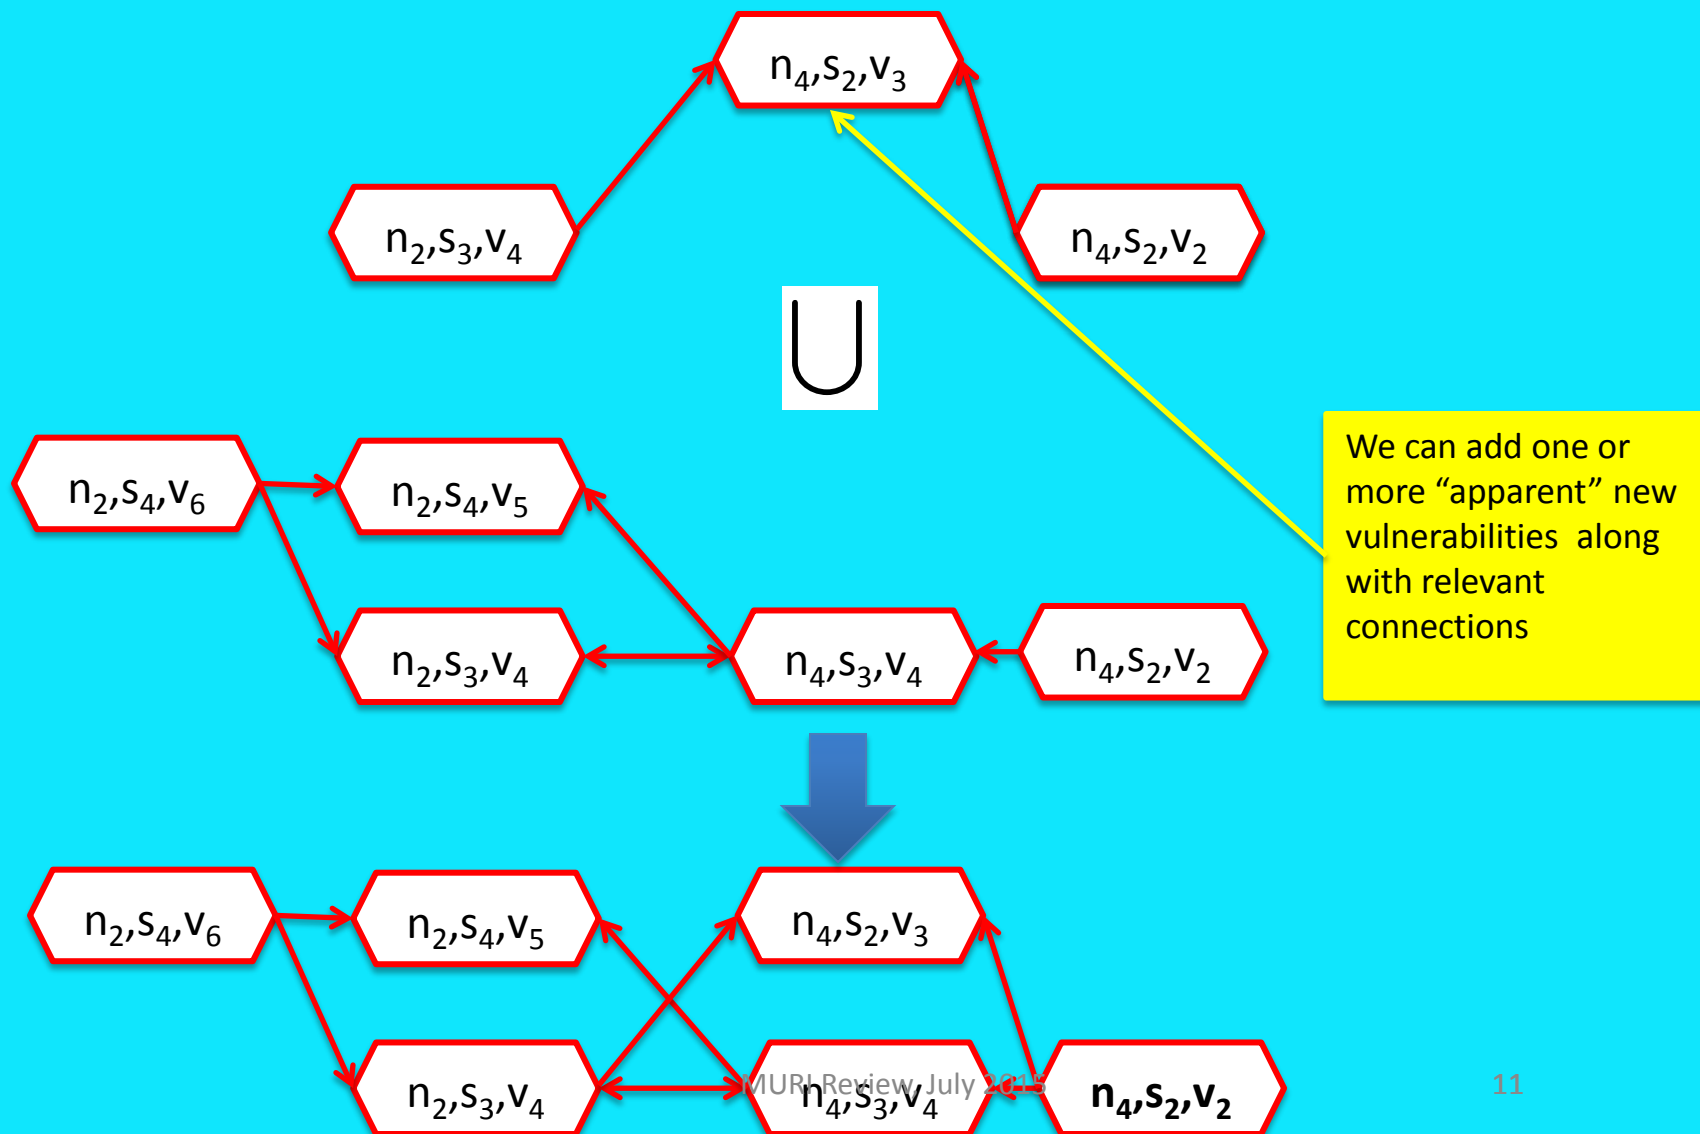 n₄,s₂,v₃
n₂,s₃,v₄
n₄,s₂,v₂
∪
We can add one or
more “apparent” new
vulnerabilities along
with relevant
connections
n₂,s₄,v₆
n₂,s₄,v₅
n₂,s₃,v₄
n₄,s₃,v₄
n₄,s₂,v₂
n₂,s₄,v₆
n₂,s₄,v₅
n₄,s₂,v₃
n₂,s₃,v₄
n₄,s₃,v₄
n₄,s₂,v₂
MURI Review, July 2015
11